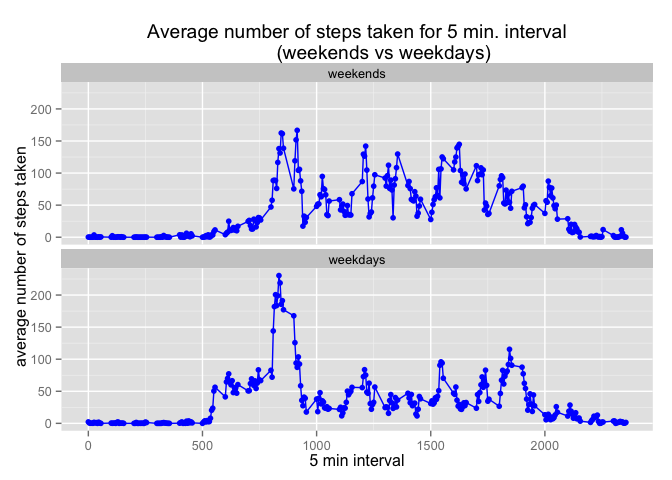 Average number of steps taken for 5 min. interval
(weekends vs weekdays)
weekends
200
150
100
50
0
weekdays
200
150
100
50
0
average number of steps taken
0 500 1000 1500 2000
5 min interval